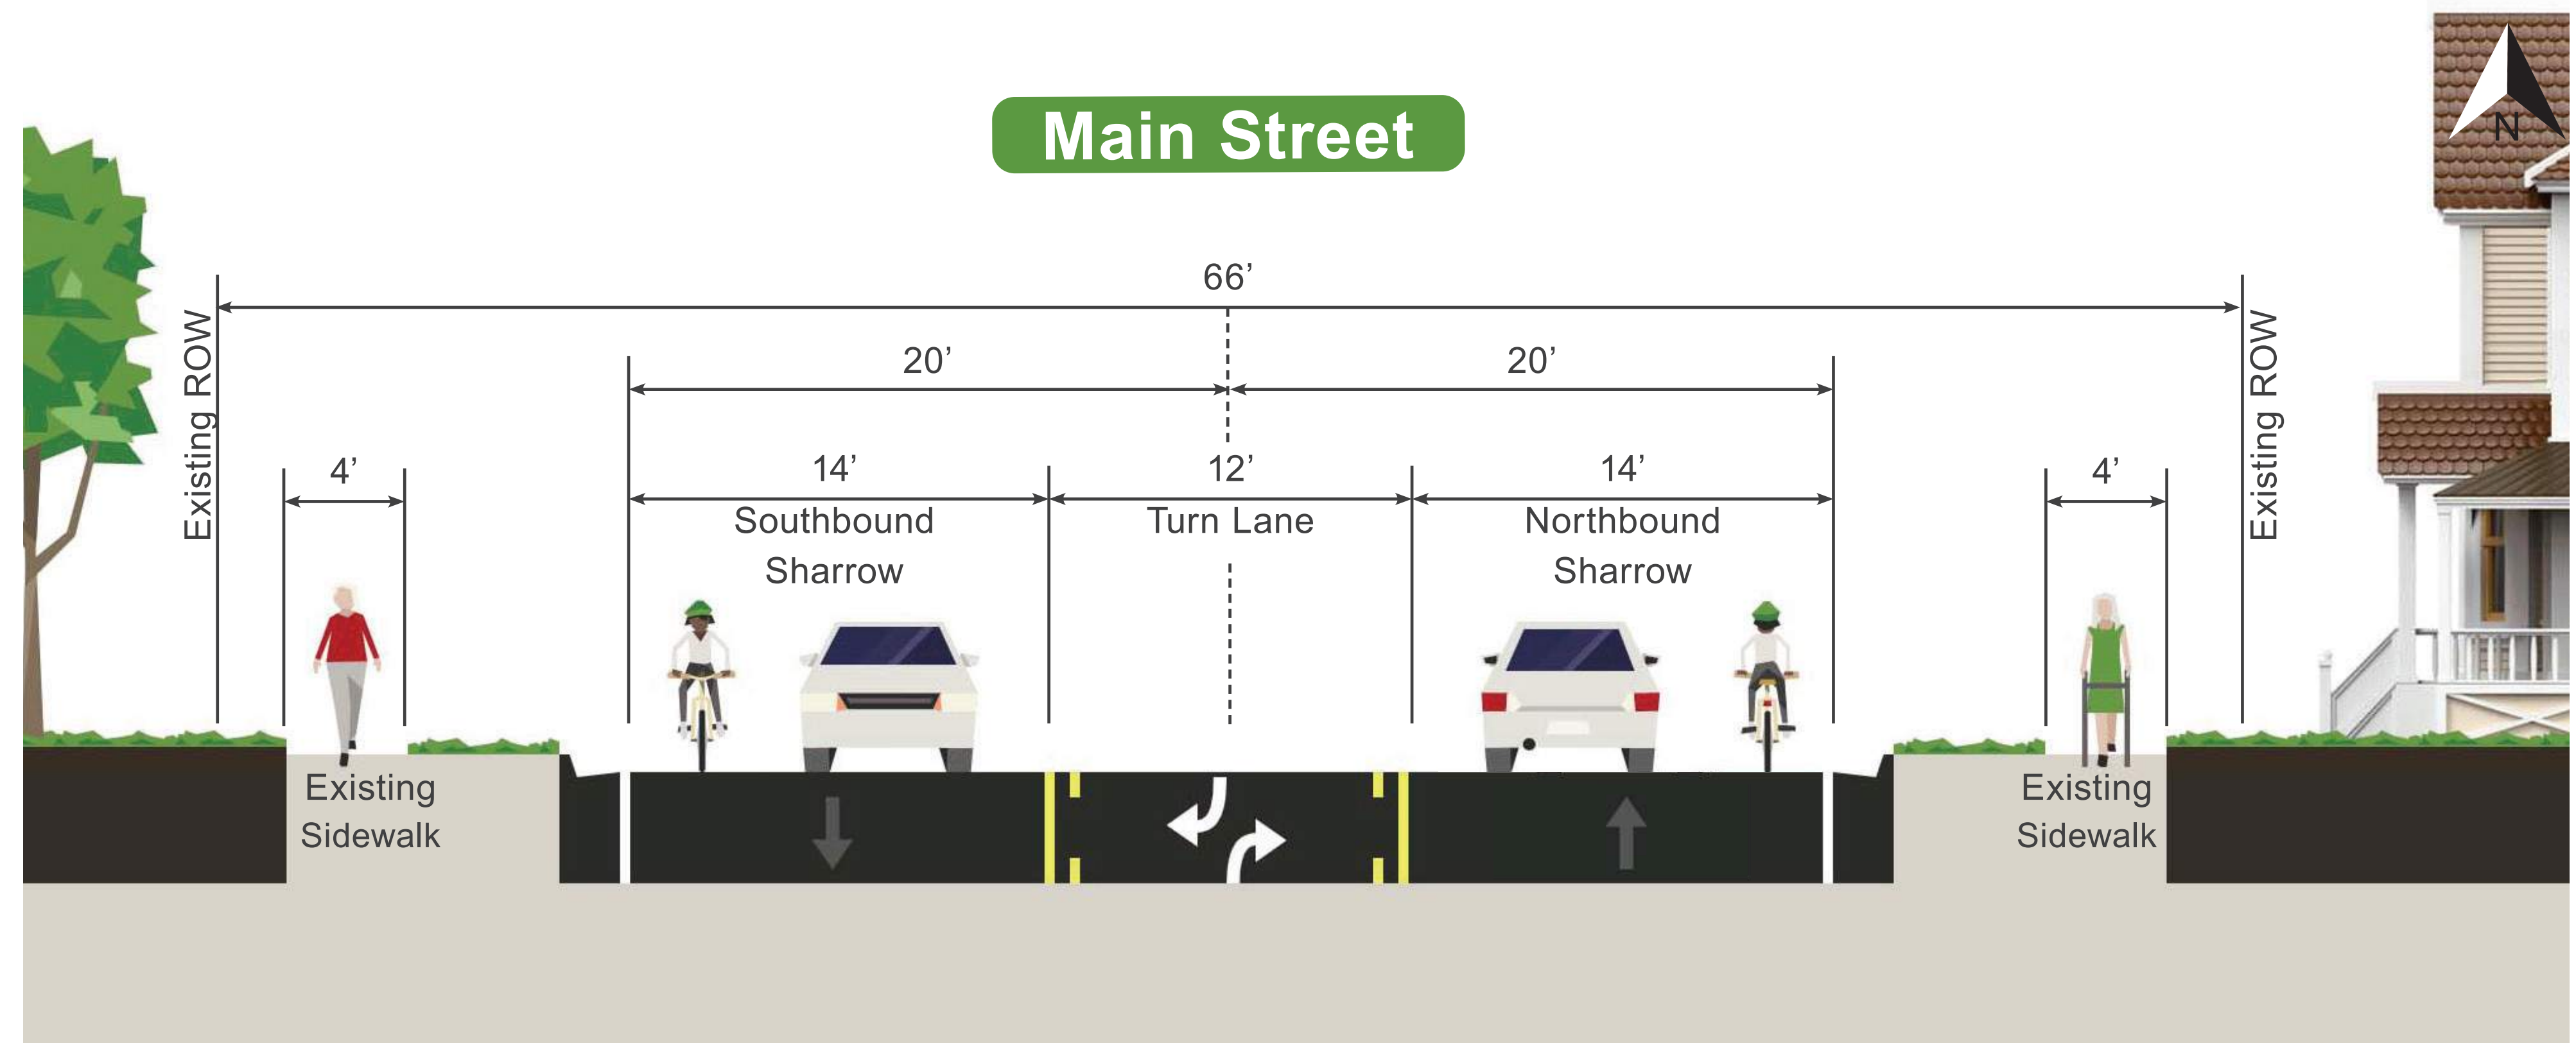 Main Street
N
66’
20’
20’
Existing ROW
Existing ROW
4’
14’
12’
14’
4’
Southbound
Sharrow
Turn Lane
Northbound
Sharrow
Existing
Sidewalk
Existing
Sidewalk